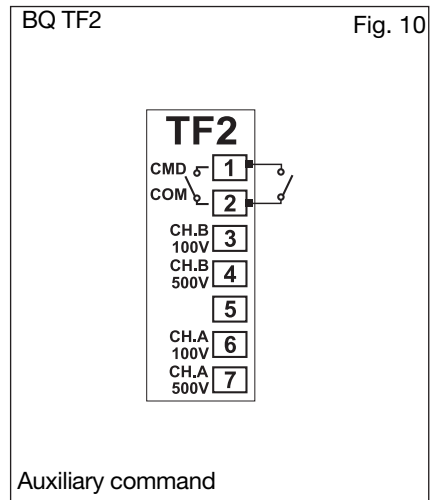 BQ TF2
Fig. 10
TF2
CMD
1
COM
2
CH.B
100V
3
CH.B
500V
4
5
CH.A
100V
6
CH.A
500V
7
Auxiliary command